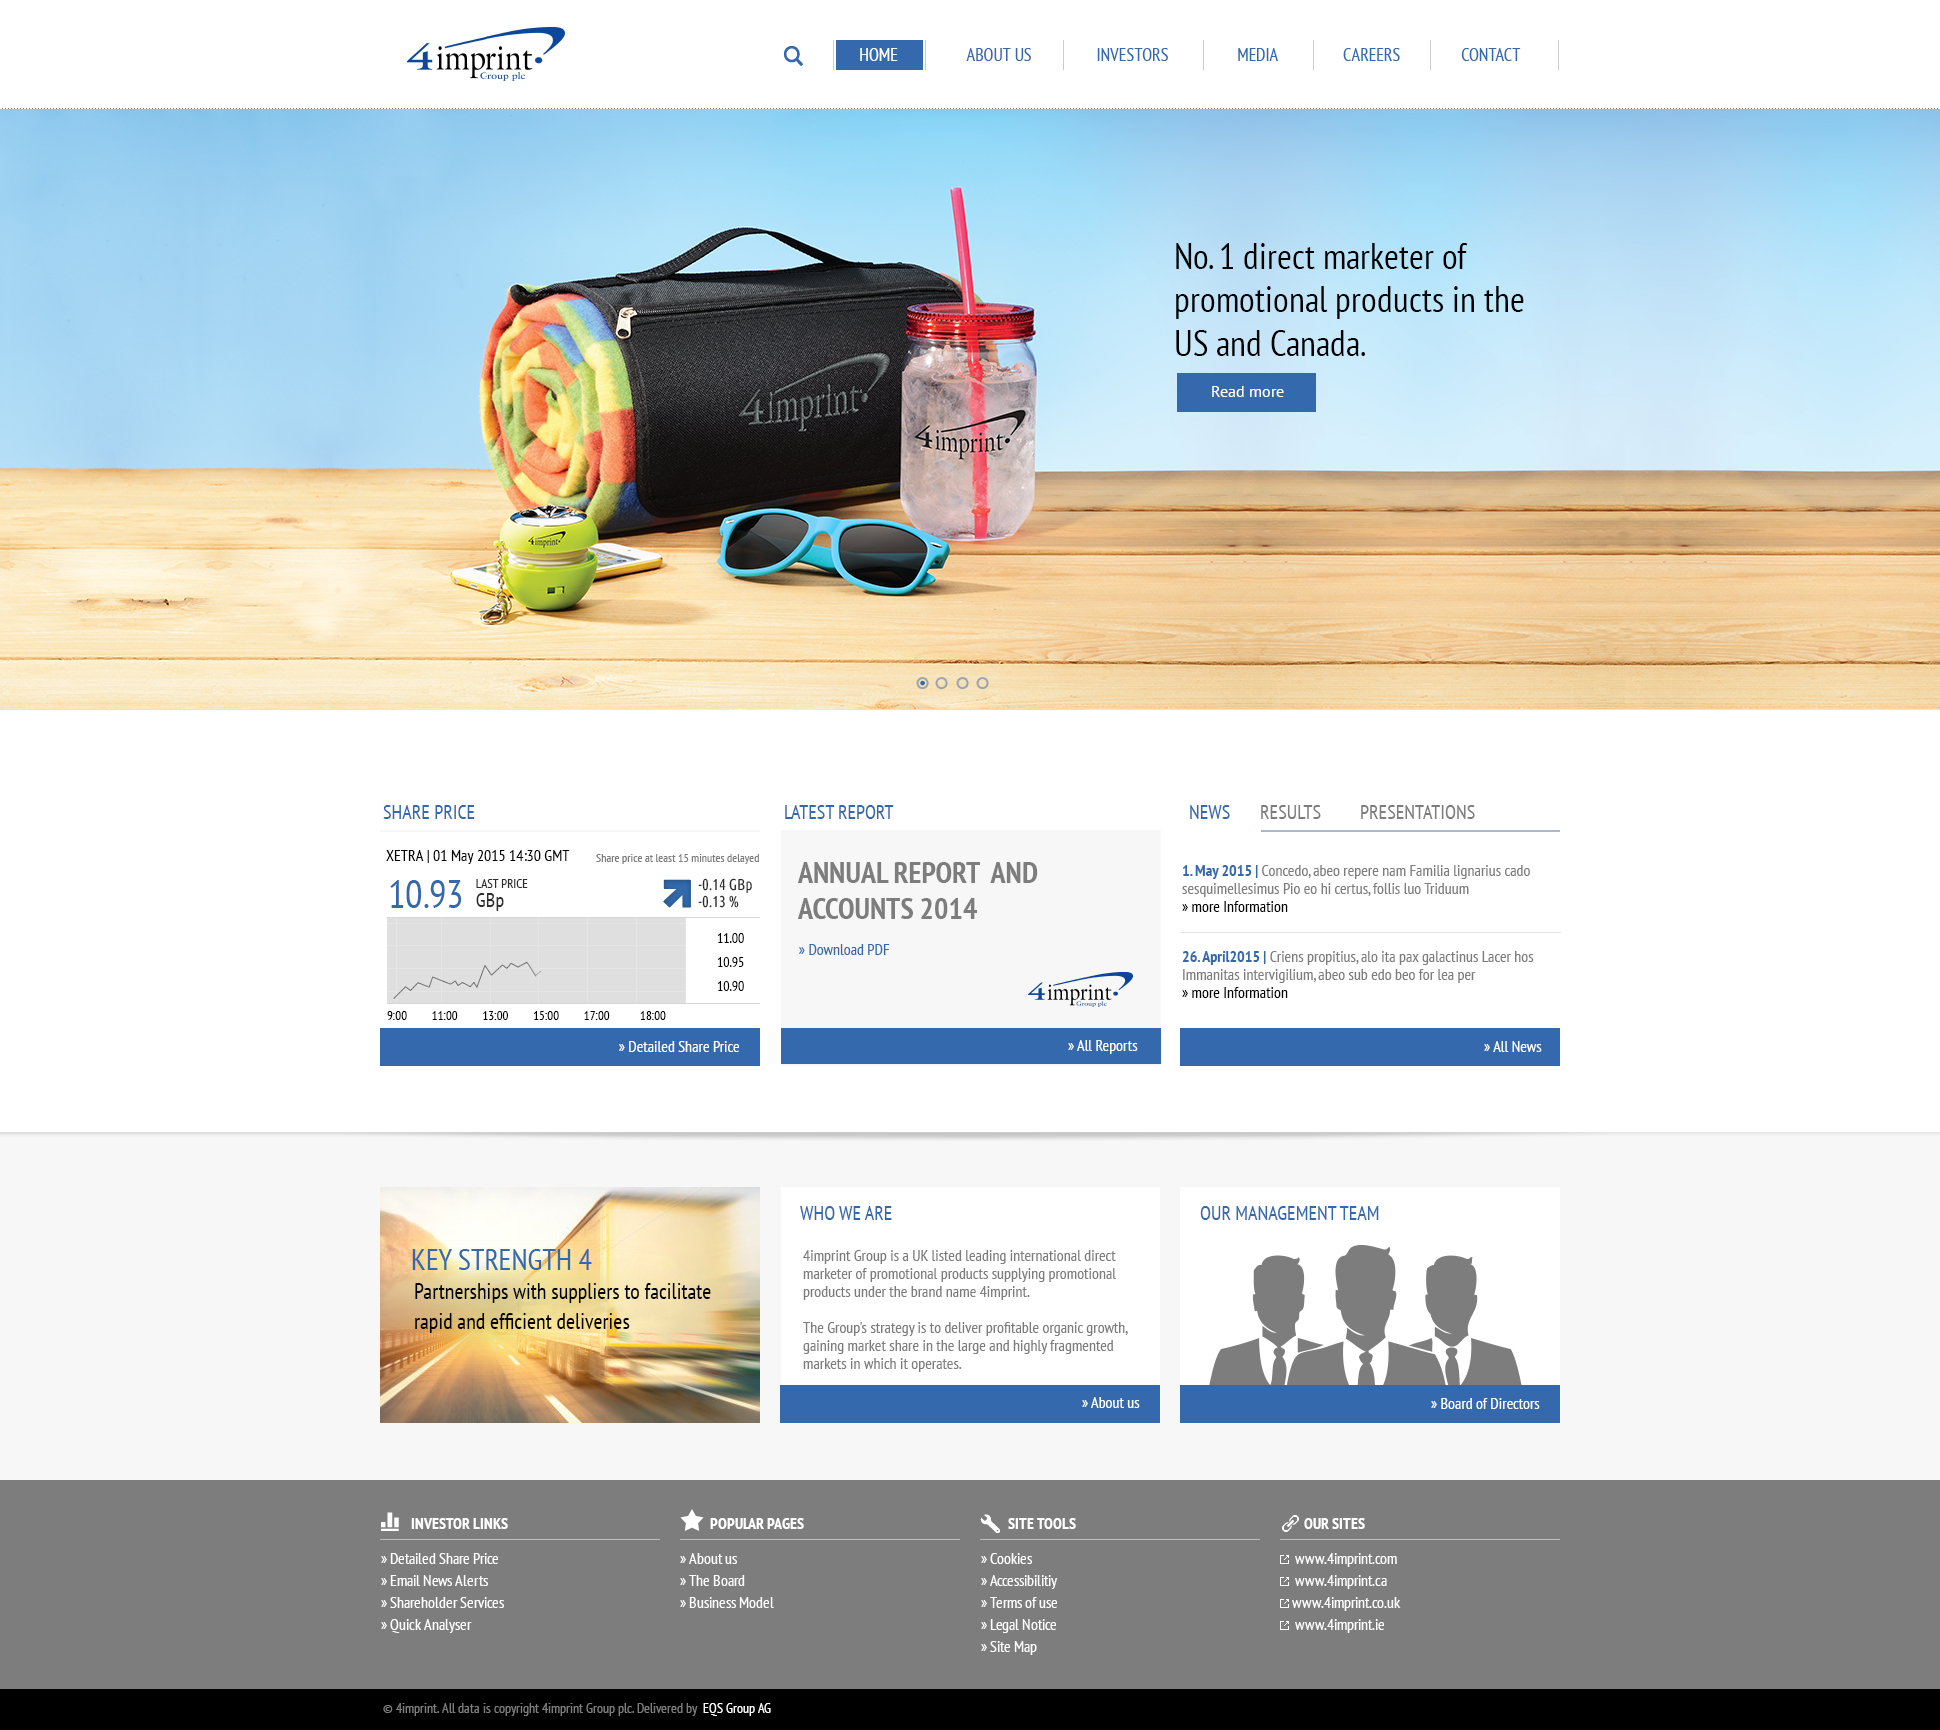 4imprint
Group plc
HOME
ABOUT US
INVESTORS
MEDIA
CAREERS
CONTACT
No. 1 direct marketer of
promotional products in the
US and Canada.
Read more
4imprint
4imprint
4imprint
SHARE PRICE
XETRA | 01 May 2015 14:30 GMT
Share price at least 15 minutes delayed
10.93
LAST PRICE
GBp
-0.14 GBp
-0.13 %
11.00
10.95
10.90
9:00 11:00 13:00 15:00 17:00 18:00
» Detailed Share Price
LATEST REPORT
ANNUAL REPORT AND
ACCOUNTS 2014
» Download PDF
4imprint
Group plc
» All Reports
NEWS
RESULTS
PRESENTATIONS
1. May 2015 | Concedo, abeo repere nam Familia lignarius cado
sesquimellesimus Pio eo hi certus, follis luo Triduum
» more Information
26. April2015 | Criens propitius, alo ita pax galactinus Lacer hos
Immanitas intervigilium, abeo sub edo beo for lea per
» more Information
» All News
KEY STRENGTH 4
Partnerships with suppliers to facilitate
rapid and efficient deliveries
WHO WE ARE
4imprint Group is a UK listed leading international direct
marketer of promotional products supplying promotional
products under the brand name 4imprint.
The Group's strategy is to deliver profitable organic growth,
gaining market share in the large and highly fragmented
markets in which it operates.
» About us
OUR MANAGEMENT TEAM
» Board of Directors
INVESTOR LINKS
» Detailed Share Price
» Email News Alerts
» Shareholder Services
» Quick Analyser
POPULAR PAGES
» About us
» The Board
» Business Model
SITE TOOLS
» Cookies
» Accessibilitiy
» Terms of use
» Legal Notice
» Site Map
OUR SITES
www.4imprint.com
www.4imprint.ca
www.4imprint.co.uk
www.4imprint.ie
© 4imprint. All data is copyright 4imprint Group plc. Delivered by EQS Group AG